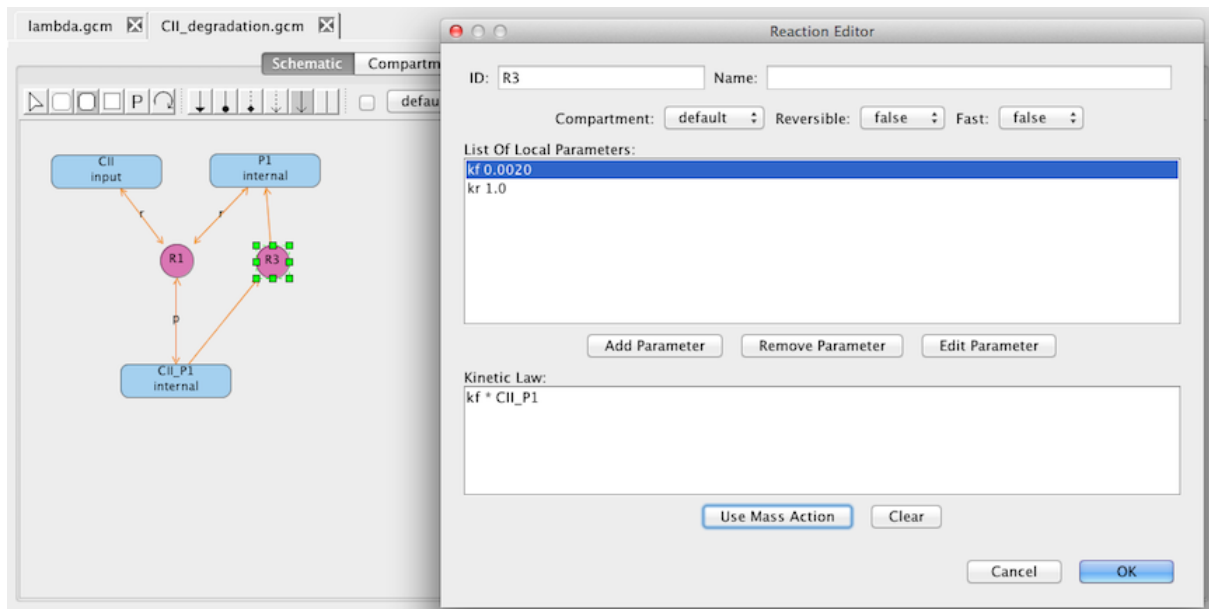 lambda.gcm CII_degradation.gcm
Schematic Compartm
P defau
CII
input
P1
internal
r r
R1 R3
p
CII_P1
internal
Reaction Editor
ID: R3 Name:
Compartment: default Reversible: false Fast: false
List Of Local Parameters:
kf 0.0020
kr 1.0
Add Parameter Remove Parameter Edit Parameter
Kinetic Law:
kf * CII_P1
Use Mass Action Clear
Cancel OK